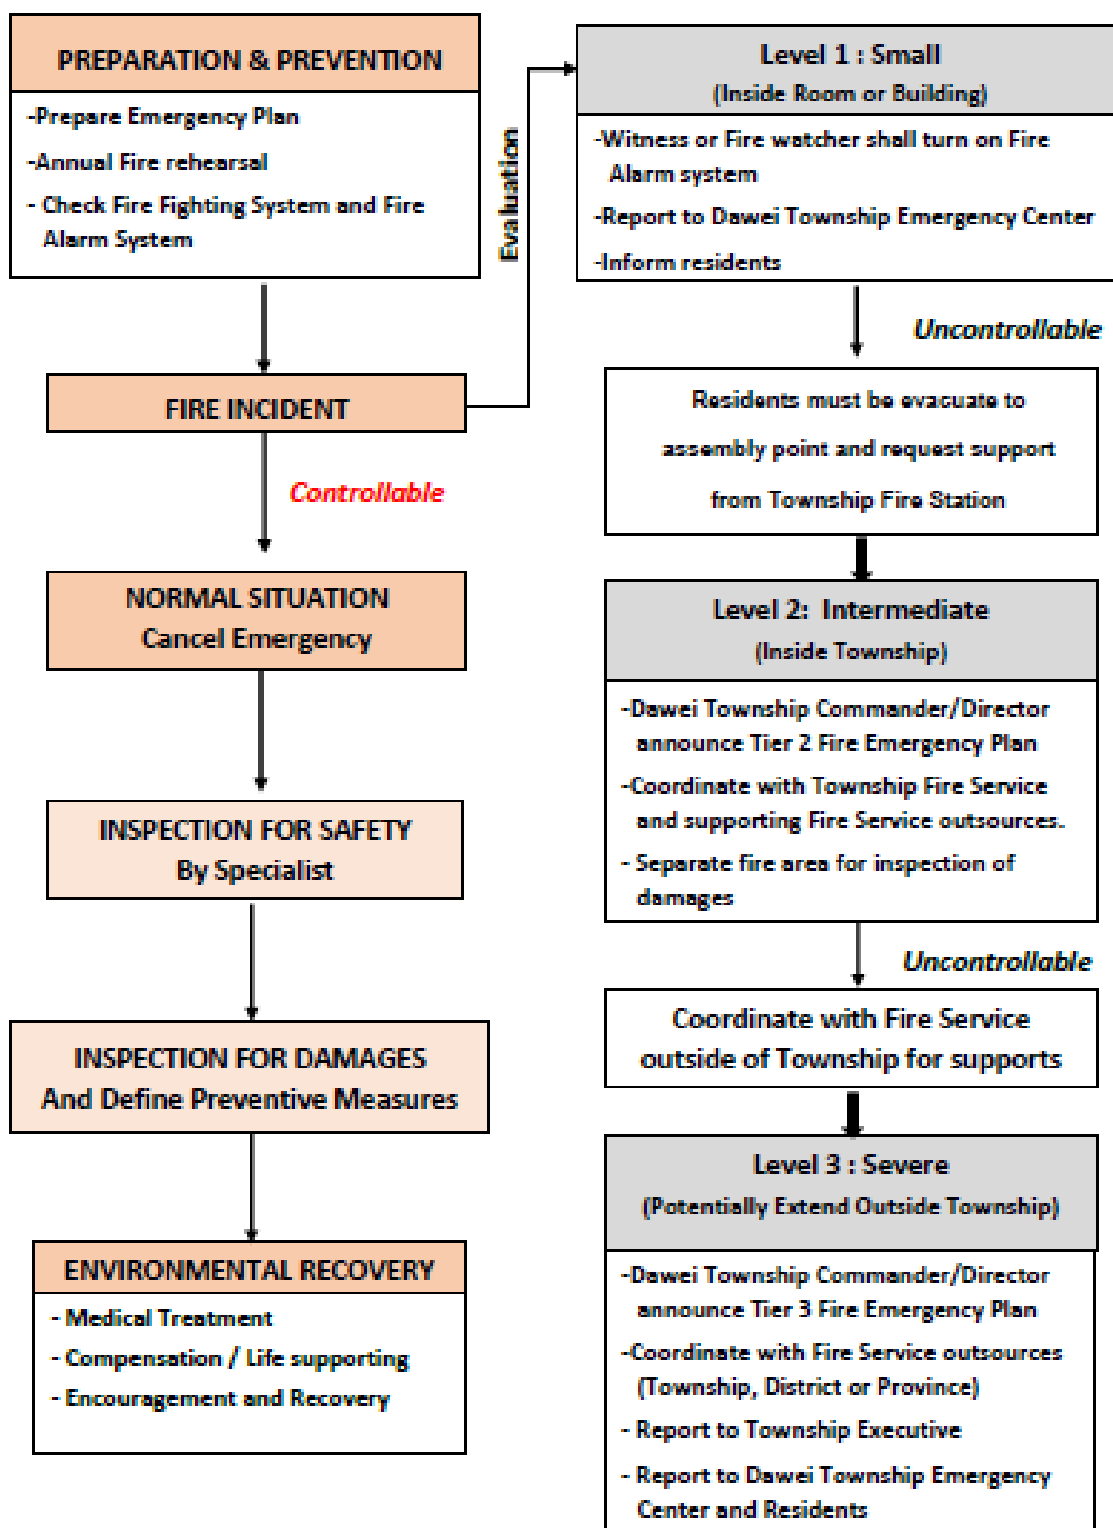 PREPARATION & PREVENTION
-Prepare Emergency Plan
-Annual Fire rehearsal
- Check Fire Fighting System and Fire
Alarm System
FIRE INCIDENT
Controllable
NORMAL SITUATION
Cancel Emergency
INSPECTION FOR SAFETY
By Specialist
INSPECTION FOR DAMAGES
And Define Preventive Measures
ENVIRONMENTAL RECOVERY
- Medical Treatment
- Compensation / Life supporting
- Encouragement and Recovery
Evaluation
Level 1 : Small
(Inside Room or Building)
-Witness or Fire watcher shall turn on Fire
Alarm system
-Report to Dawei Township Emergency Center
-Inform residents
Uncontrollable
Residents must be evacuate to
assembly point and request support
from Township Fire Station
Level 2:  Intermediate
(Inside Township)
-Dawei Township Commander/Director
announce Tier 2 Fire Emergency Plan
-Coordinate with Township Fire Service
and supporting Fire Service outsources.
- Separate fire area for inspection of
damages
Uncontrollable
Coordinate with Fire Service
outside of Township for supports
Level 3 : Severe
(Potentially Extend Outside Township)
-Dawei Township Commander/Director
announce Tier 3 Fire Emergency Plan
-Coordinate with Fire Service outsources
(Township, District or Province)
- Report to Township Executive
- Report to Dawei Township Emergency
Center and Residents